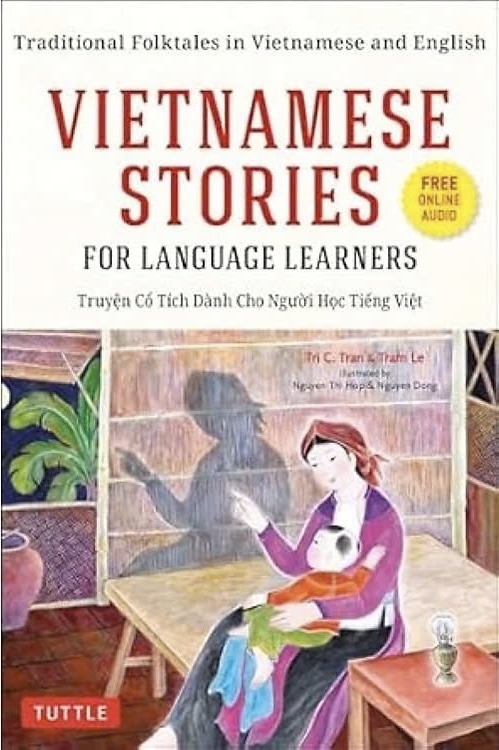 Traditional Folktales in Vietnamese and English
VIETNAMESE
STORIES
FREE
ONLINE
AUDIO
FOR LANGUAGE LEARNERS
Truyện Cổ Tích Dành Cho Người Học Tiếng Việt
Tri C. Tran & Tram Le
Illustrated by
Nguyen Thi Hop & Nguyen Dong
TUTTLE